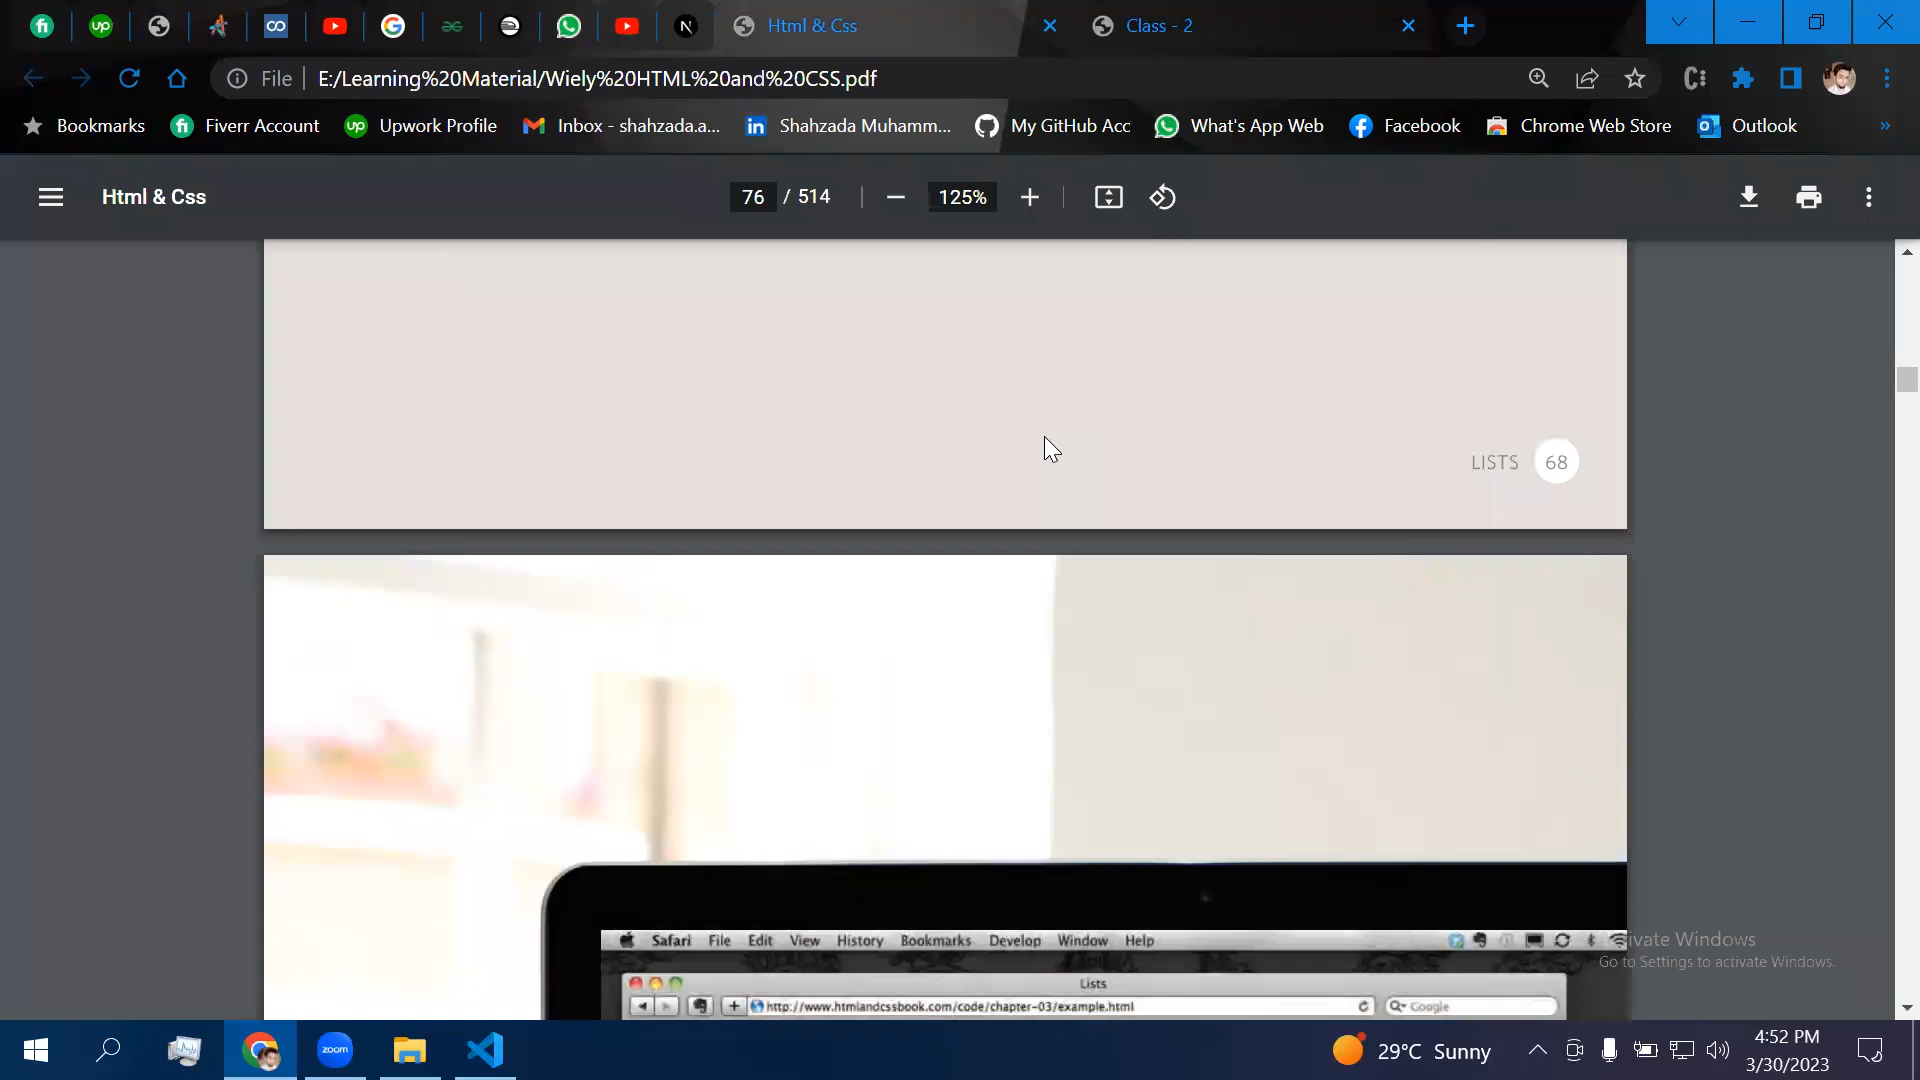 Html & Css
Class - 2
File
E:/Learning%20Material/Wiely%20HTML%20and%20CSS.pdf
Bookmarks
Fiverr Account
Upwork Profile
Inbox - shahzada.a...
Shahzada Muhamm...
My GitHub Acc
What's App Web
Facebook
Chrome Web Store
Outlook
»
Html & Css
76 / 514
125%
LISTS 68
Safari File Edit View History Bookmarks Develop Window Help
Lists
http://www.htmlandcssbook.com/code/chapter-03/example.html
Google
ivate Windows
Go to Settings to activate Windows.
zoom
29°C Sunny
4:52 PM
3/30/2023